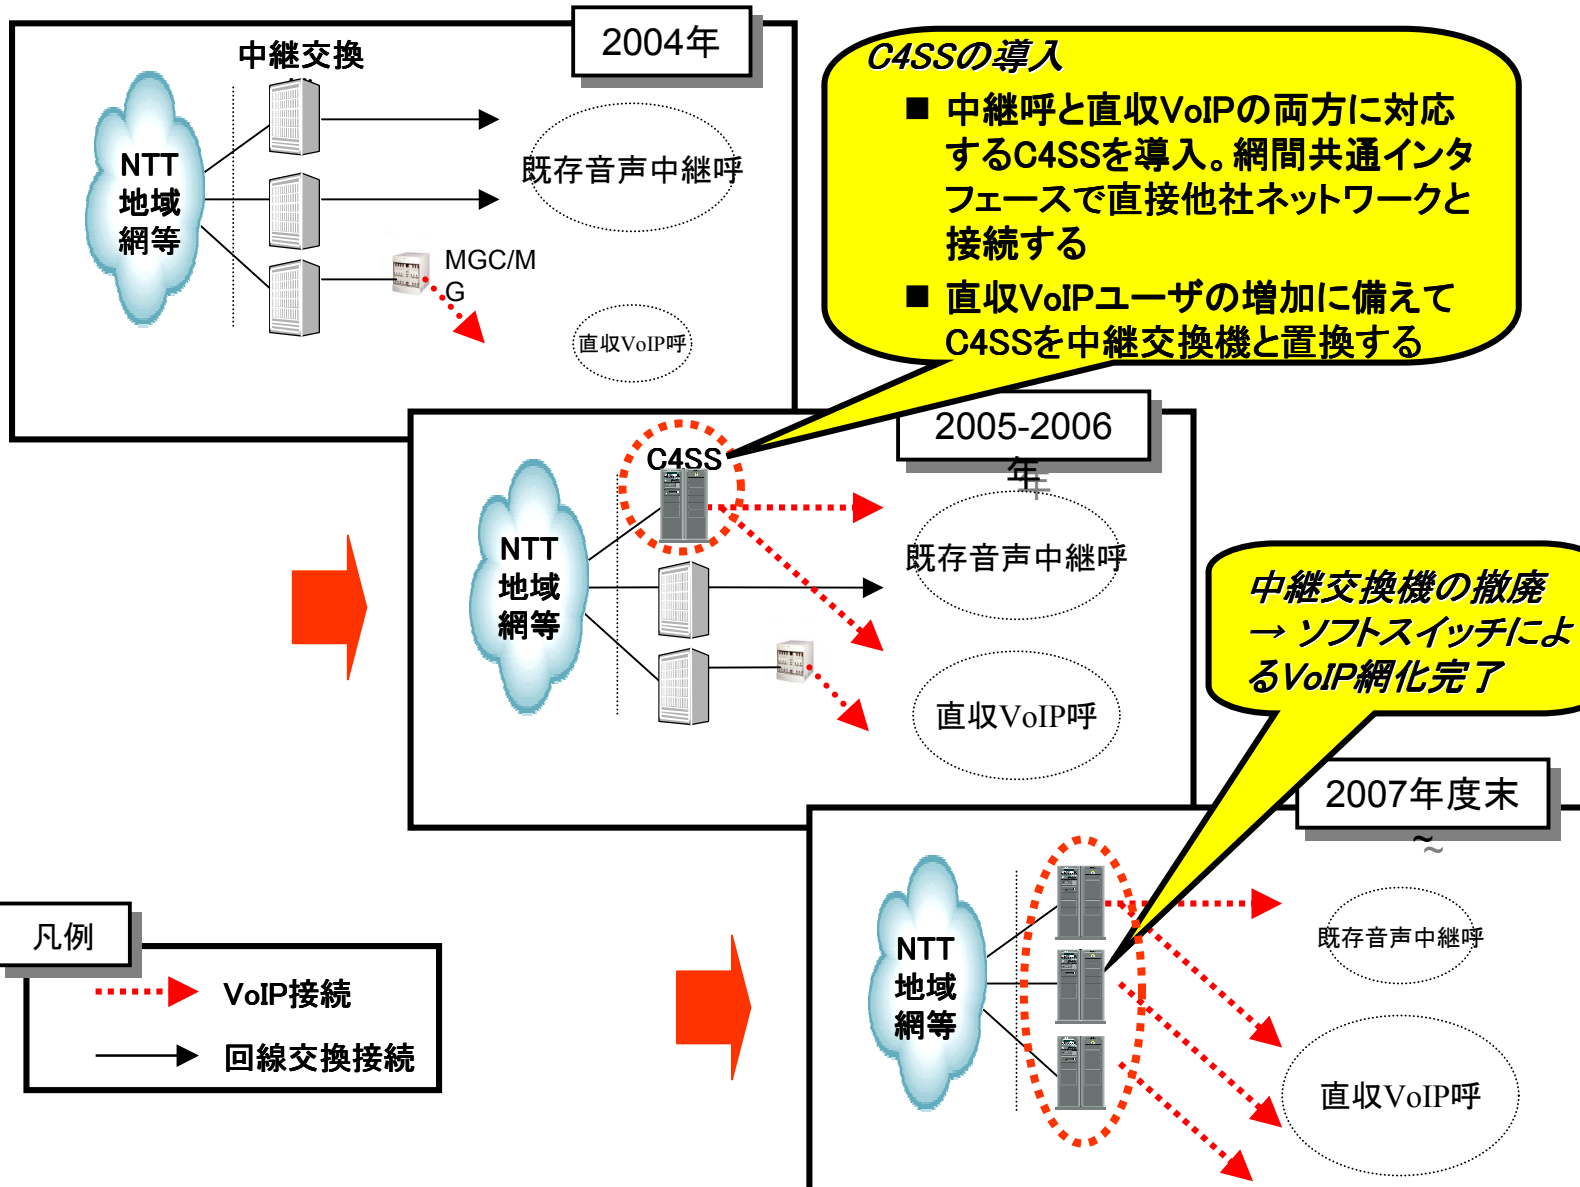 2004年
中継交換
NTT
地域
網等
既存音声中継呼
MGC/M
G
直収VoIP呼
C4SSの導入
■ 中継呼と直収VoIPの両方に対応
するC4SSを導入。網間共通インタ
フェースで直接他社ネットワークと
接続する
■ 直収VoIPユーザの増加に備えて
C4SSを中継交換機と置換する
2005-2006
年
C4SS
NTT
地域
網等
既存音声中継呼
直収VoIP呼
中継交換機の撤廃
→ ソフトスイッチによ
るVoIP網化完了
2007年度末
~
NTT
地域
網等
既存音声中継呼
直収VoIP呼
凡例
VoIP接続
回線交換接続